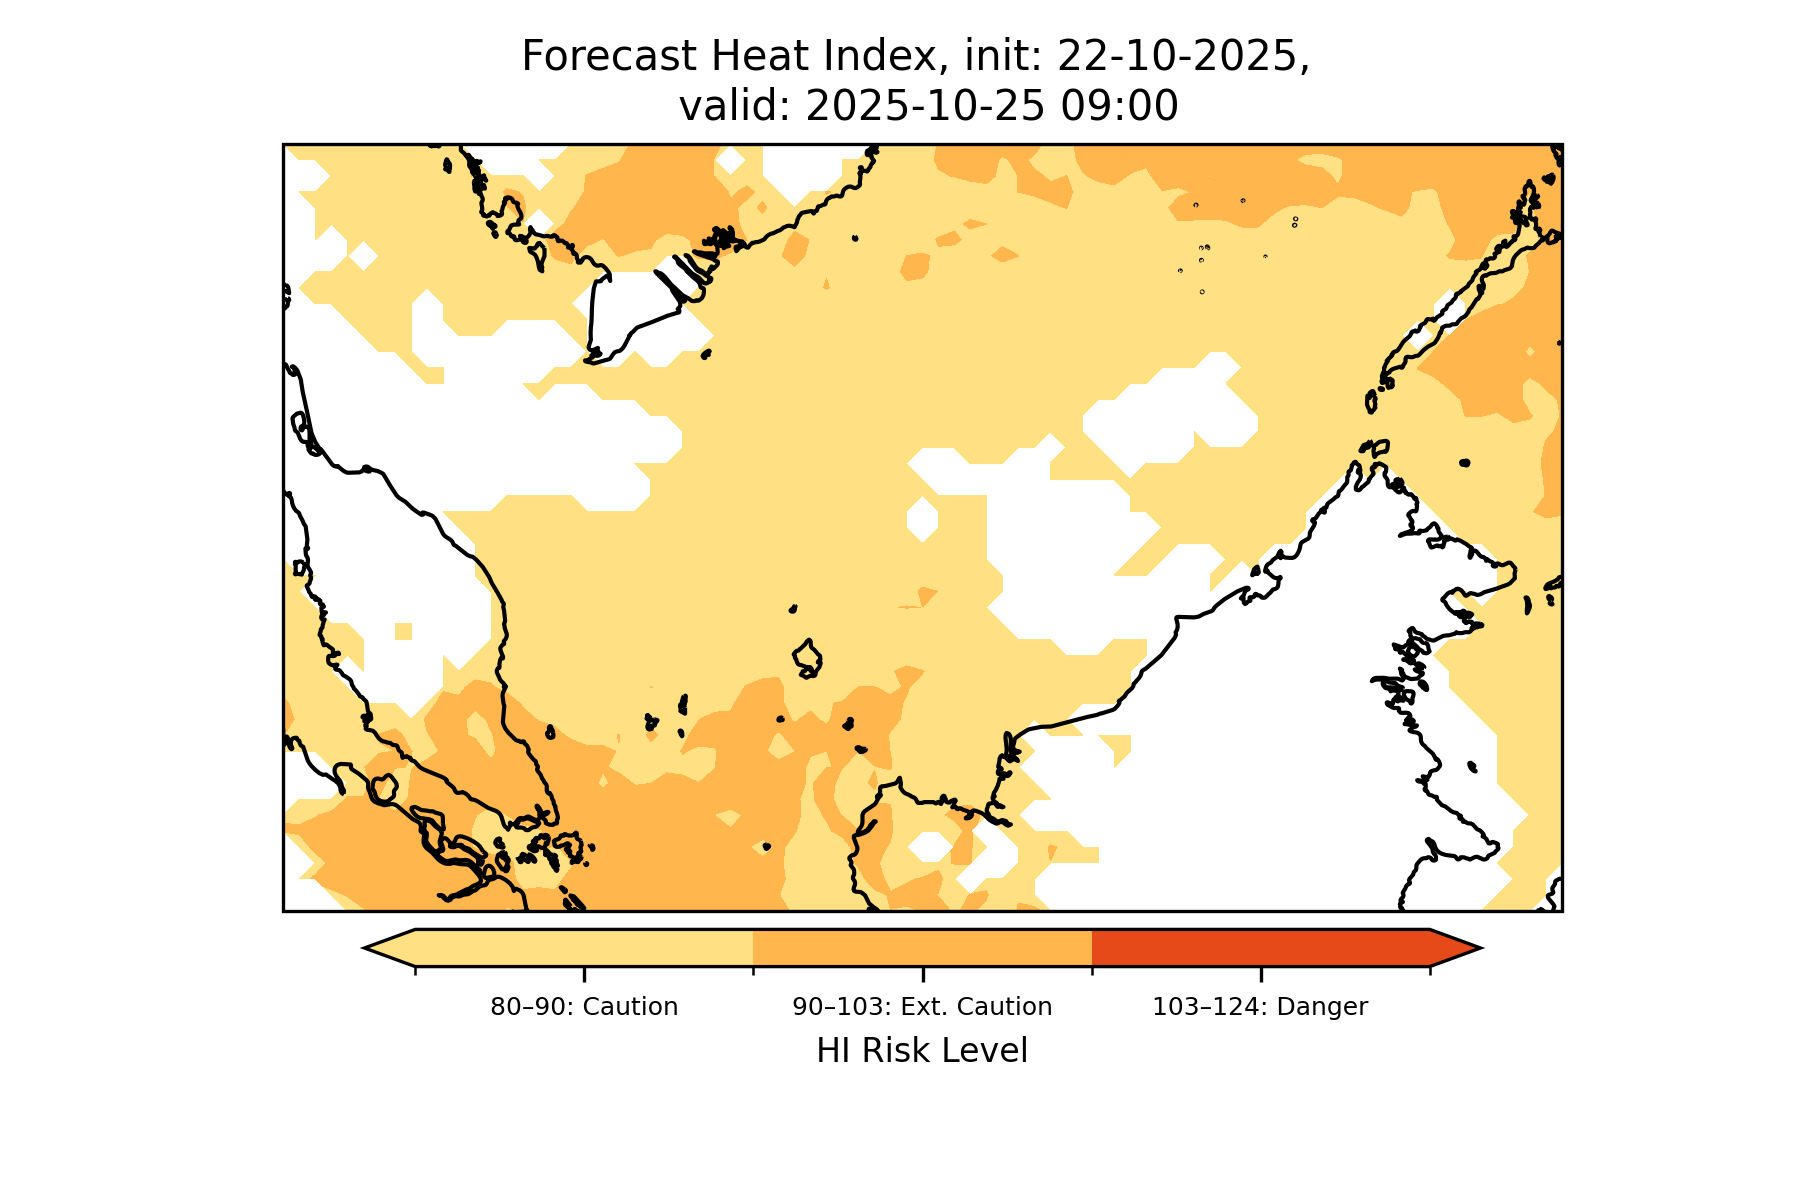 Forecast Heat Index, init: 22-10-2025,
valid: 2025-10-25 09:00
80–90: Caution
90–103: Ext. Caution
103–124: Danger
HI Risk Level